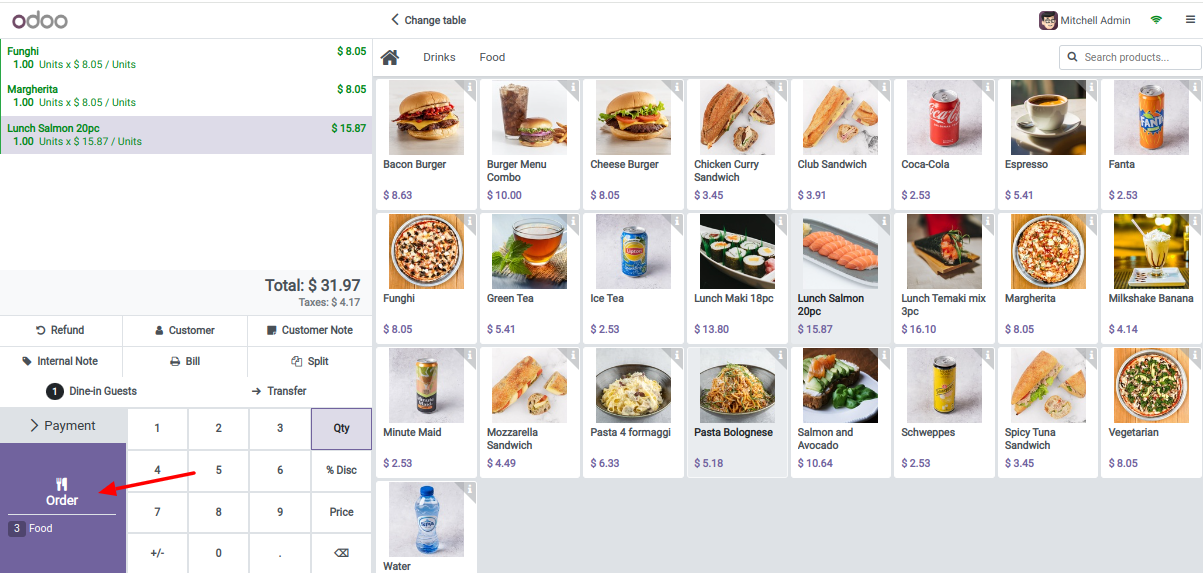 odoo
Change table
Mitchell Admin
Funghi $ 8.05
1.00 Units x $ 8.05 / Units
Margherita $ 8.05
1.00 Units x $ 8.05 / Units
Lunch Salmon 20pc $ 15.87
1.00 Units x $ 15.87 / Units
Total: $ 31.97
Taxes: $ 4.17
Refund
Customer
Customer Note
Internal Note
Bill
Split
1 Dine-in Guests
Transfer
Payment
Order
3 Food
1 2 3 Qty
4 5 6 % Disc
7 8 9 Price
+/- 0 .
Drinks
Food
Search products...
Bacon Burger
$ 8.63
Burger Menu
Combo
$ 10.00
Cheese Burger
$ 8.05
Chicken Curry
Sandwich
$ 3.45
Club Sandwich
$ 3.91
Coca-Cola
$ 2.53
Espresso
$ 5.41
FANTA
Fanta
$ 2.53
Funghi
$ 8.05
Green Tea
$ 5.41
Lipton
Ice Tea
$ 2.53
Lunch Maki 18pc
$ 13.80
Lunch Salmon
20pc
$ 15.87
Lunch Temaki mix
3pc
$ 16.10
Margherita
$ 8.05
Milkshake Banana
$ 4.14
Minute Maid
$ 2.53
Mozzarella
Sandwich
$ 4.49
Pasta 4 formaggi
$ 6.33
Pasta Bolognese
$ 5.18
Salmon and
Avocado
$ 10.64
Schweppes
$ 2.53
Spicy Tuna
Sandwich
$ 3.45
Vegetarian
$ 8.05
Water